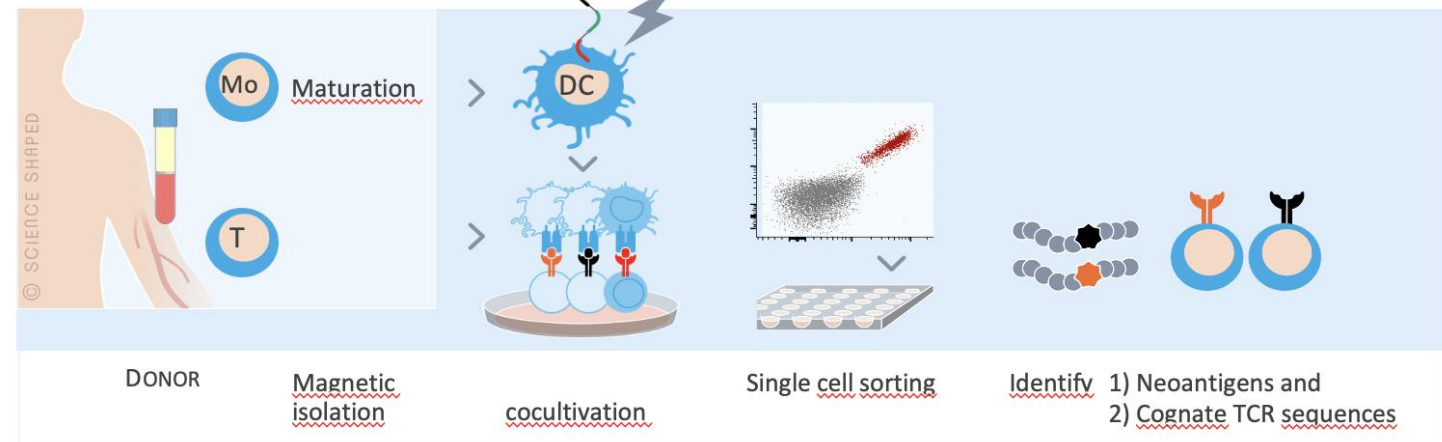 © SCIENCE SHAPED
Mo
Maturation
DC
T
DONOR
Magnetic
isolation
cocultivation
Single cell sorting
Identify 1) Neoantigens and
2) Cognate TCR sequences